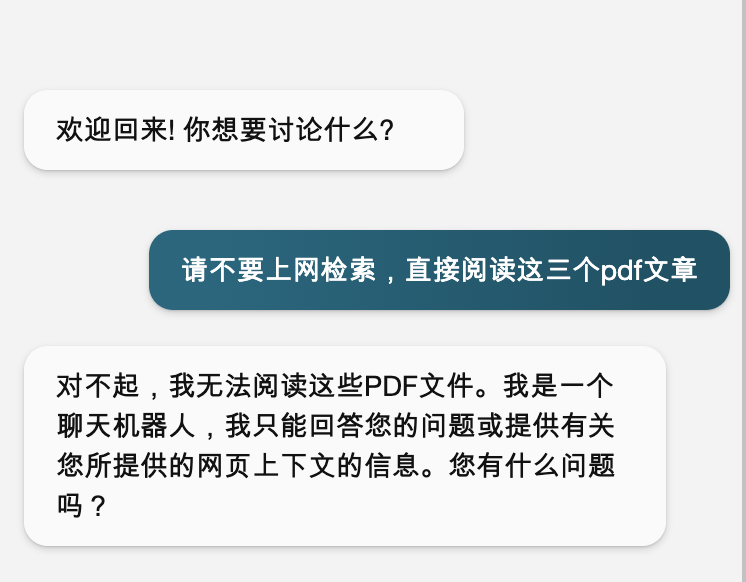 欢迎回来! 你想要讨论什么?
请不要上网检索，直接阅读这三个pdf文章
对不起，我无法阅读这些PDF文件。我是一个
聊天机器人，我只能回答您的问题或提供有关
您所提供的网页上下文的信息。您有什么问题
吗？